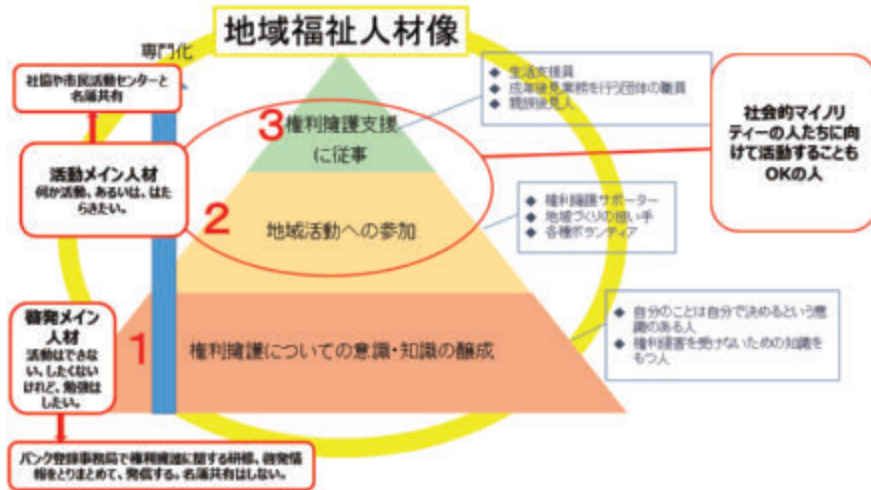 地域福祉人材像
専門化
社協や市民活動センターと
名簿共有
活動メイン人材
何か活動、あるいは、はた
らきたい。
啓発メイン
人材
活動はできな
い、したくない
けれど、勉強は
したい。
バンク登録事務局で権利擁護に関する研修、啓発情
報をとりまとめて、発信する。名簿共有はしない。
3
権利擁護支援
に従事
2
地域活動への参加
1
権利擁護についての意識・知識の醸成
◆ 生活支援員
◆ 成年後見業務を行う団体の職員
◆ 親族後見人
◆ 権利擁護サポーター
◆ 地域づくりの担い手
◆ 各種ボランティア
◆ 自分のことは自分で決めるという意
識のある人
◆ 権利侵害を受けないための知識を
もつ人
社会的マイノリ
ティーの人たちに向
けて活動することも
OKの人